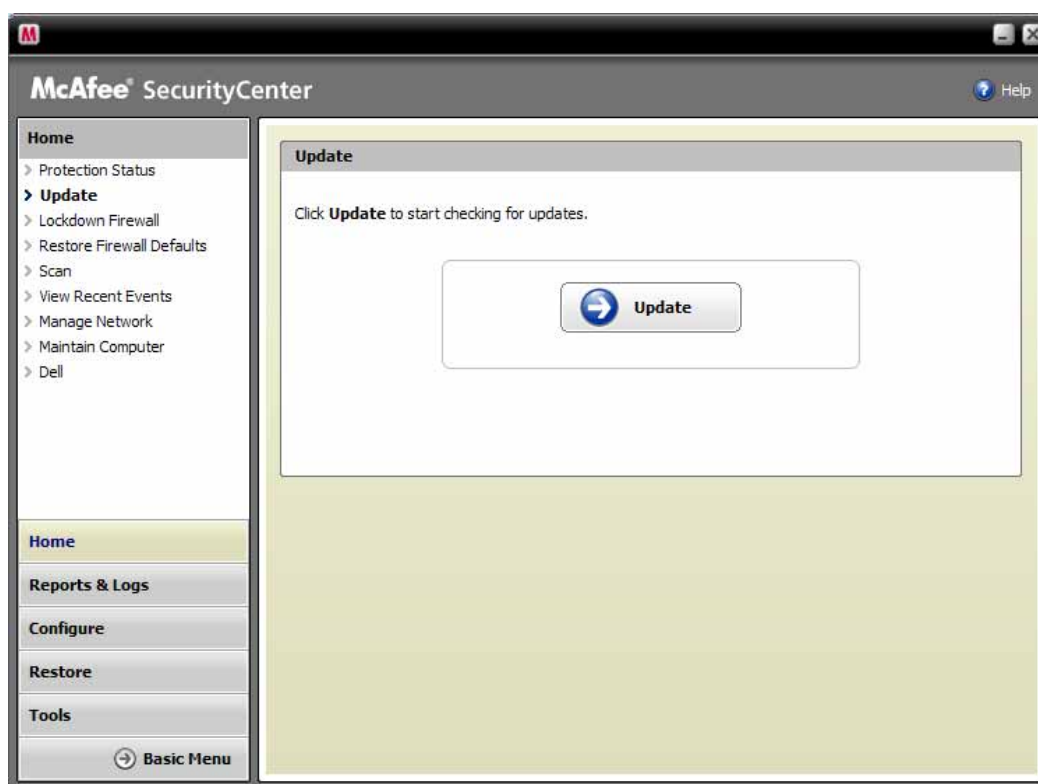 M
McAfee® SecurityCenter
Help
Home
Protection Status
Update
Lockdown Firewall
Restore Firewall Defaults
Scan
View Recent Events
Manage Network
Maintain Computer
Dell
Home
Reports & Logs
Configure
Restore
Tools
Basic Menu
Update
Click Update to start checking for updates.
Update